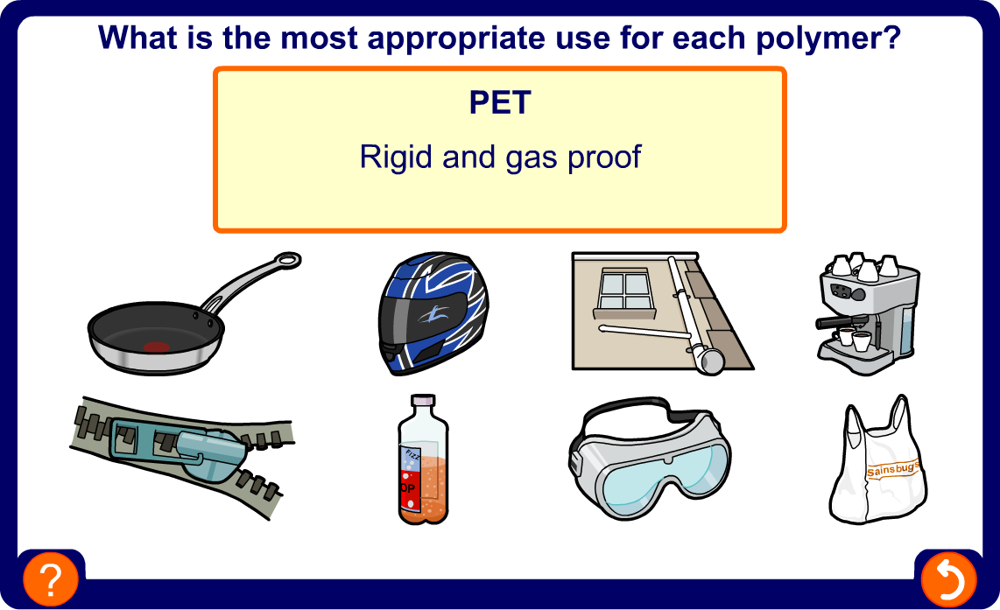 What is the most appropriate use for each polymer?
PET
Rigid and gas proof
FIZZ
OP
Sainsbugs
?